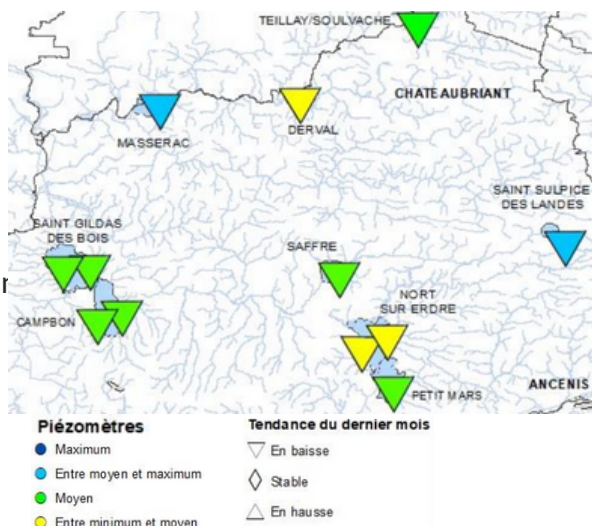 TEILLAY/SOULVACHE
CHATEAUBRIANT
MASSERAC
DERVAL
SAINT SULPICE
DES LANDES
SAINT GILDAS
DES BOIS
SAFFRE
NORT
SUR ERDRE
CAMPBON
PETIT MARS
ANCENIS
Piézomètres
Maximum
Entre moyen et maximum
Moyen
Entre minimum et moyen
Tendance du dernier mois
En baisse
Stable
En hausse